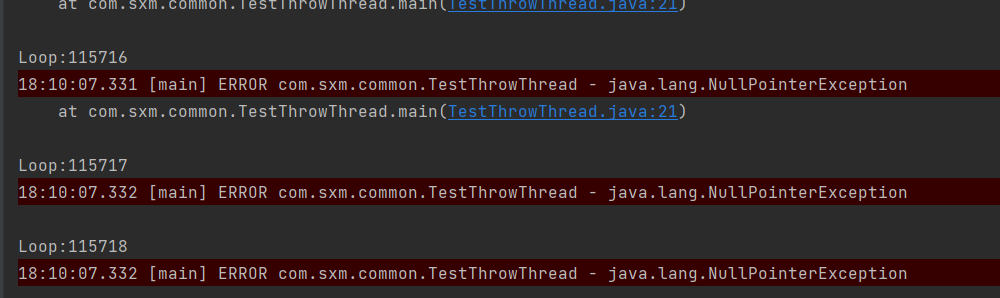 at com.sxm.common.TestThrowThread.main(TestThrowThread.java:21)
Loop:115716
18:10:07.331 [main] ERROR com.sxm.common.TestThrowThread - java.lang.NullPointerException
at com.sxm.common.TestThrowThread.main(TestThrowThread.java:21)
Loop:115717
18:10:07.332 [main] ERROR com.sxm.common.TestThrowThread - java.lang.NullPointerException
Loop:115718
18:10:07.332 [main] ERROR com.sxm.common.TestThrowThread - java.lang.NullPointerException